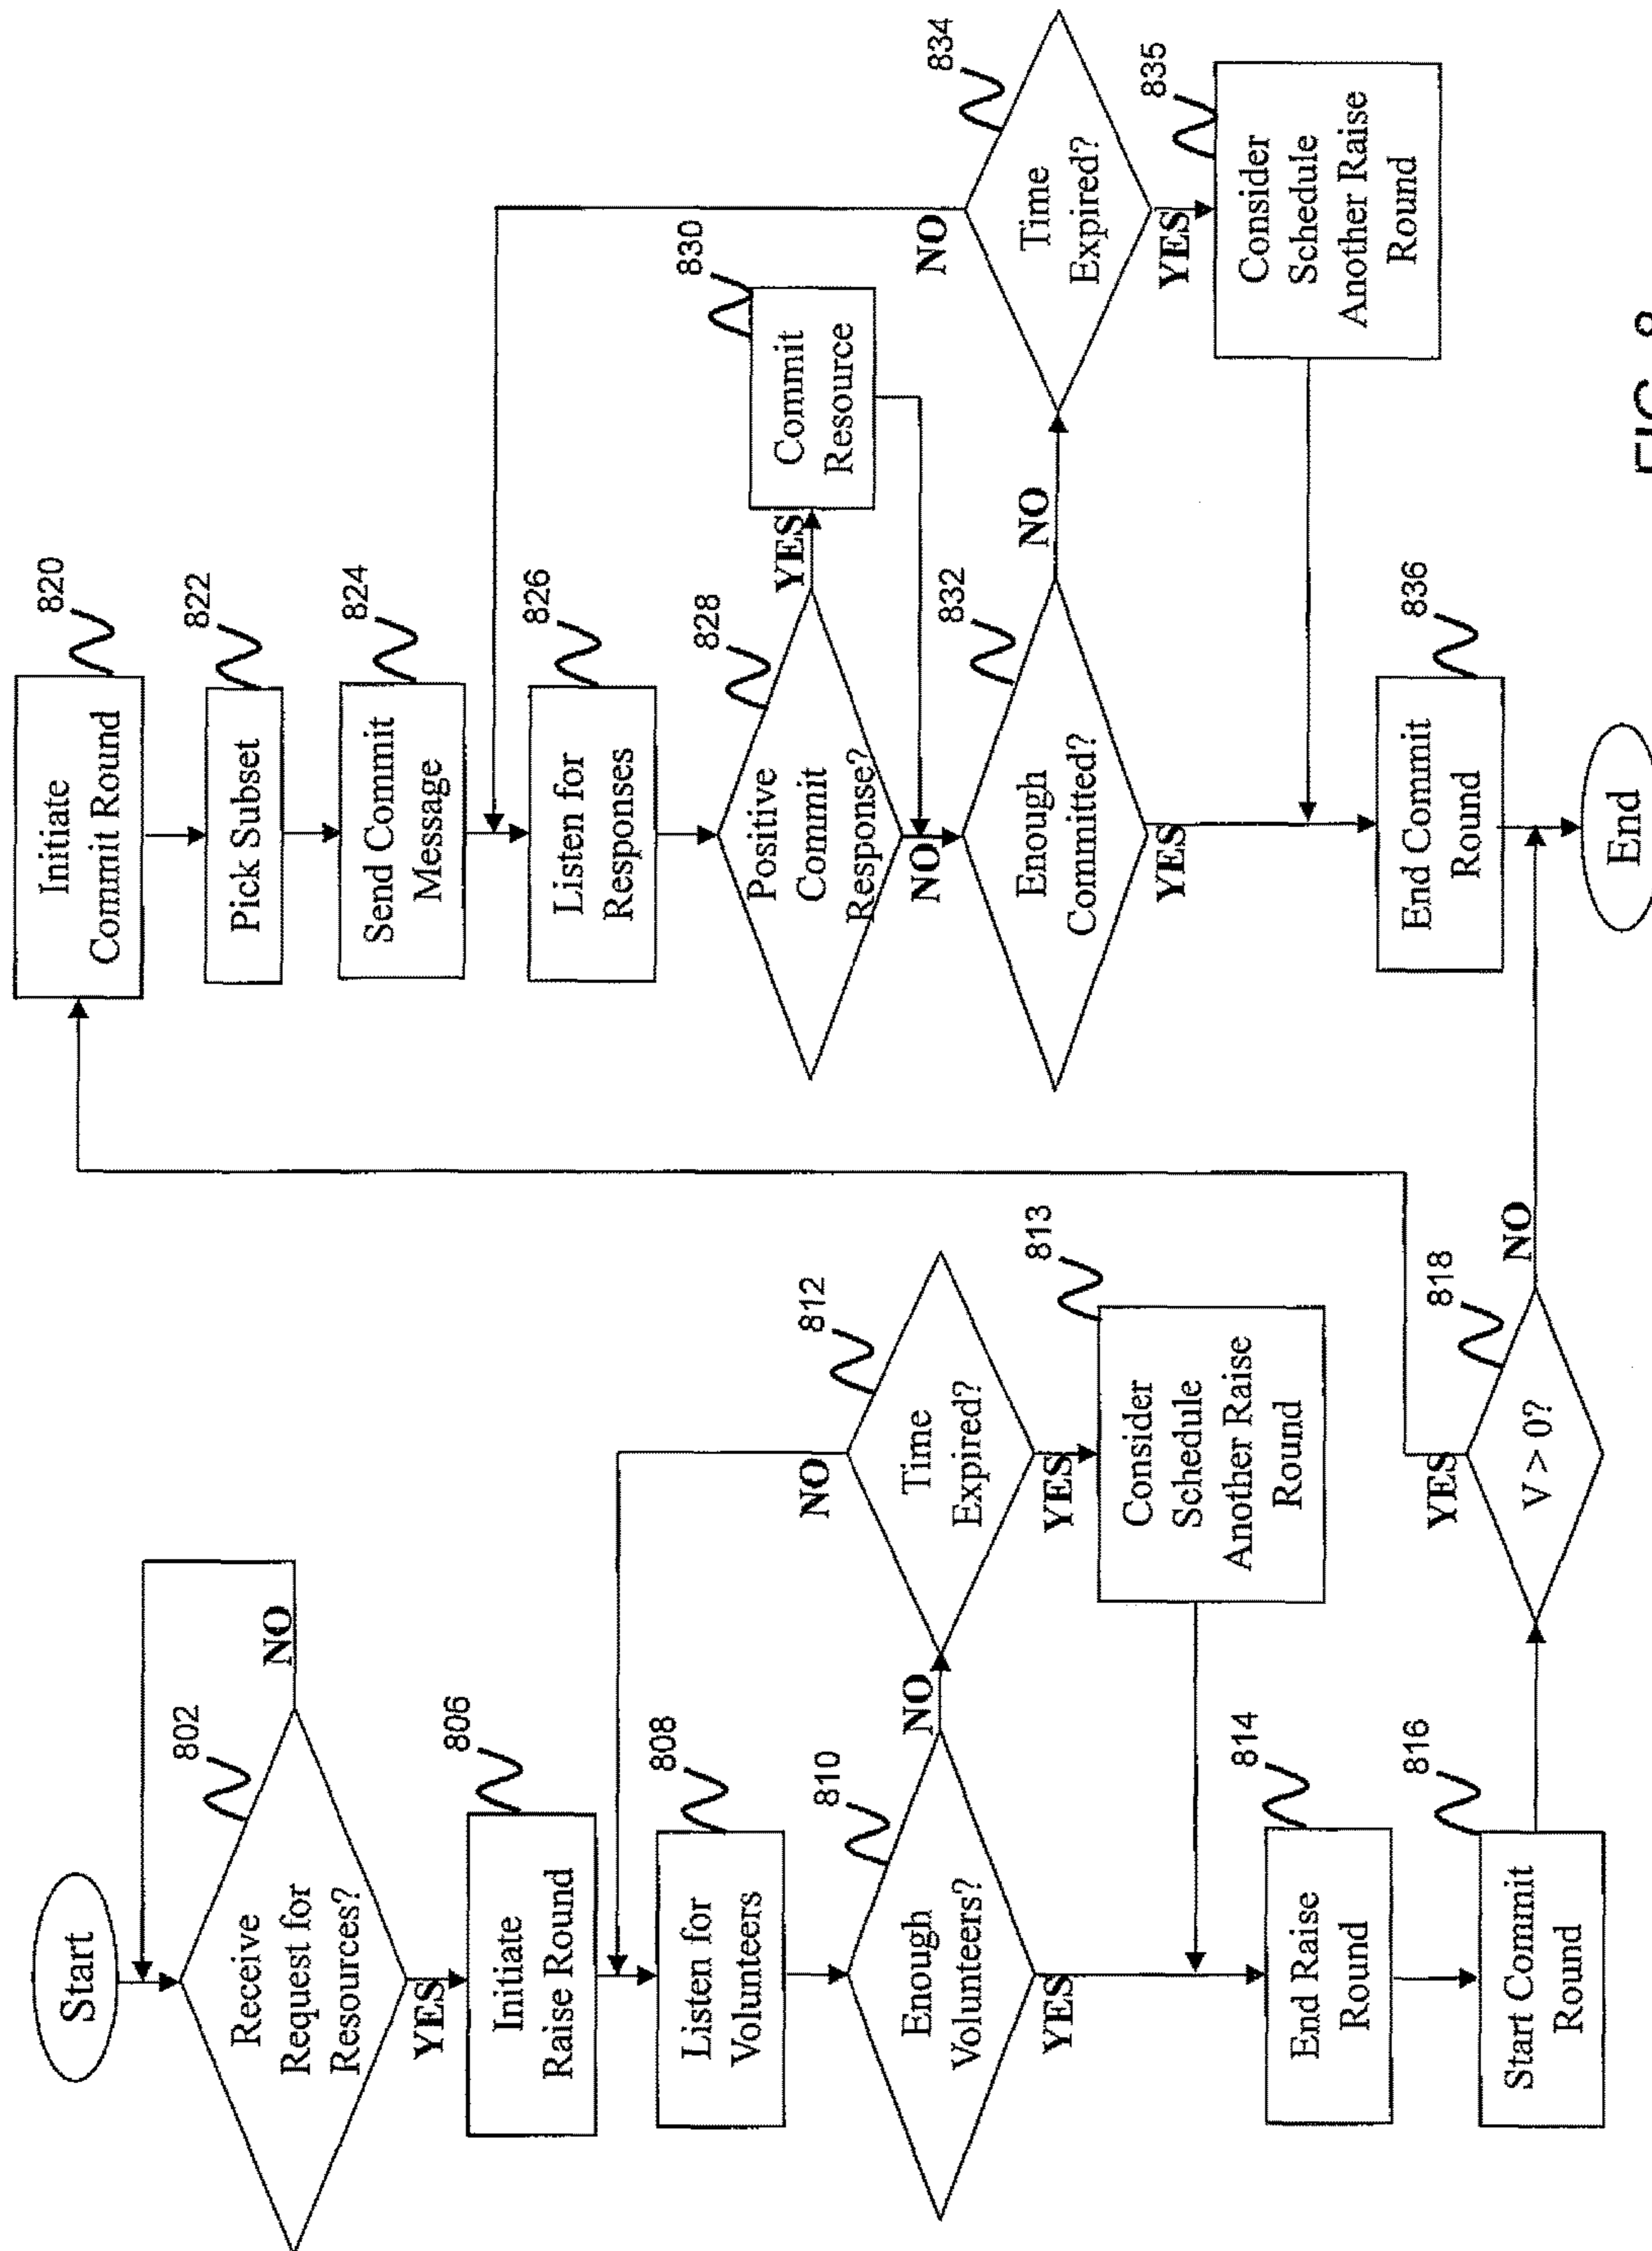 Start
802
Receive
Request for
Resources?
NO
YES
806
Initiate
Raise Round
808
Listen for
Volunteers
810
Enough
Volunteers?
NO
YES
812
Time
Expired?
NO
YES
813
Consider
Schedule
Another Raise
Round
814
End Raise
Round
816
Start Commit
Round
818
V > 0?
YES
NO
820
Initiate
Commit Round
822
Pick Subset
824
Send Commit
Message
826
Listen for
Responses
828
Positive
Commit
Response?
YES
NO
830
Commit
Resource
832
Enough
Committed?
NO
YES
834
Time
Expired?
NO
YES
835
Consider
Schedule
Another Raise
Round
836
End Commit
Round
End
FIG. 8